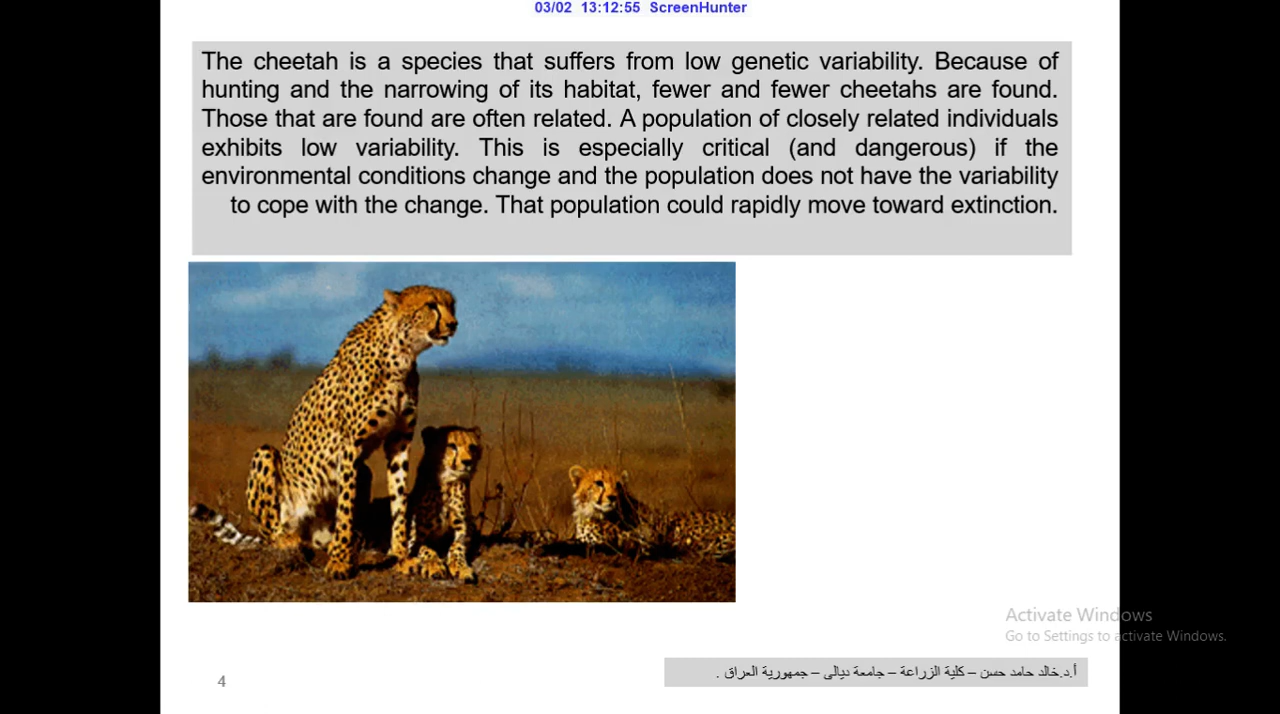 03/02 13:12:55 ScreenHunter
The cheetah is a species that suffers from low genetic variability. Because of
hunting and the narrowing of its habitat, fewer and fewer cheetahs are found.
Those that are found are often related. A population of closely related individuals
exhibits low variability. This is especially critical (and dangerous) if the
environmental conditions change and the population does not have the variability
to cope with the change. That population could rapidly move toward extinction.
Activate Windows
Go to Settings to activate Windows.
أ.د.خالد حامد حسن – كلية الزراعة – جامعة ديالى – جمهورية العراق .
4